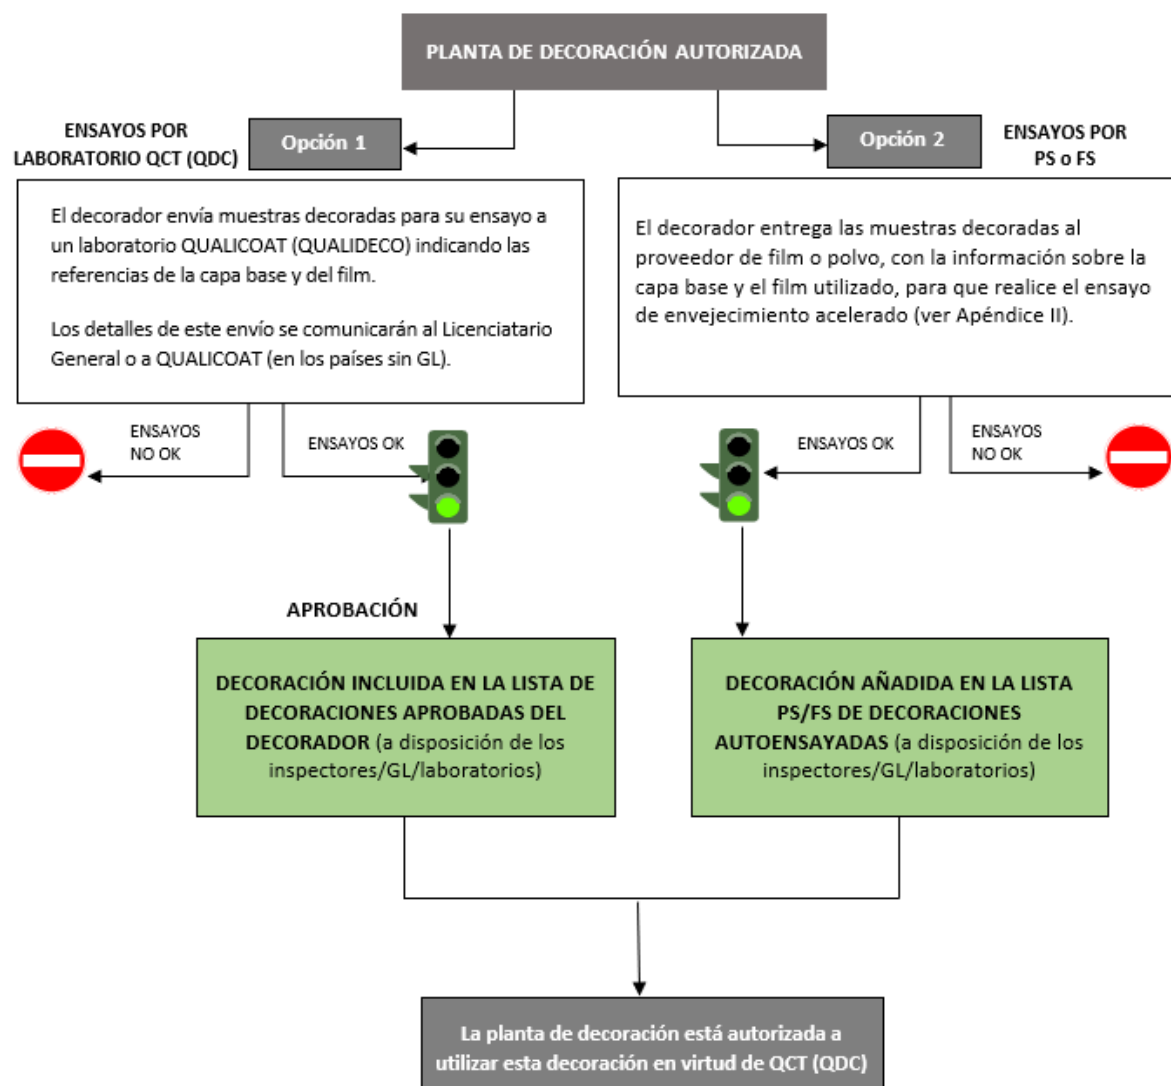 PLANTA DE DECORACIÓN AUTORIZADA
ENSAYOS POR
LABORATORIO QCT (QDC)
Opción 1
El decorador envía muestras decoradas para su ensayo a
un laboratorio QUALICOAT (QUALIDECO) indicando las
referencias de la capa base y del film.
Los detalles de este envío se comunicarán al Licenciatario
General o a QUALICOAT (en los países sin GL).
ENSAYOS
NO OK
ENSAYOS OK
Opción 2
ENSAYOS POR
PS o FS
El decorador entrega las muestras decoradas al
proveedor de film o polvo, con la información sobre la
capa base y el film utilizado, para que realice el ensayo
de envejecimiento acelerado (ver Apéndice II).
ENSAYOS OK
ENSAYOS
NO OK
APROBACIÓN
DECORACIÓN INCLUIDA EN LA LISTA DE
DECORACIONES APROBADAS DEL
DECORADOR (a disposición de los
inspectores/GL/laboratorios)
DECORACIÓN AÑADIDA EN LA LISTA
PS/FS DE DECORACIONES
AUTOENSAYADAS (a disposición de los
inspectores/GL/laboratorios)
La planta de decoración está autorizada a
utilizar esta decoración en virtud de QCT (QDC)